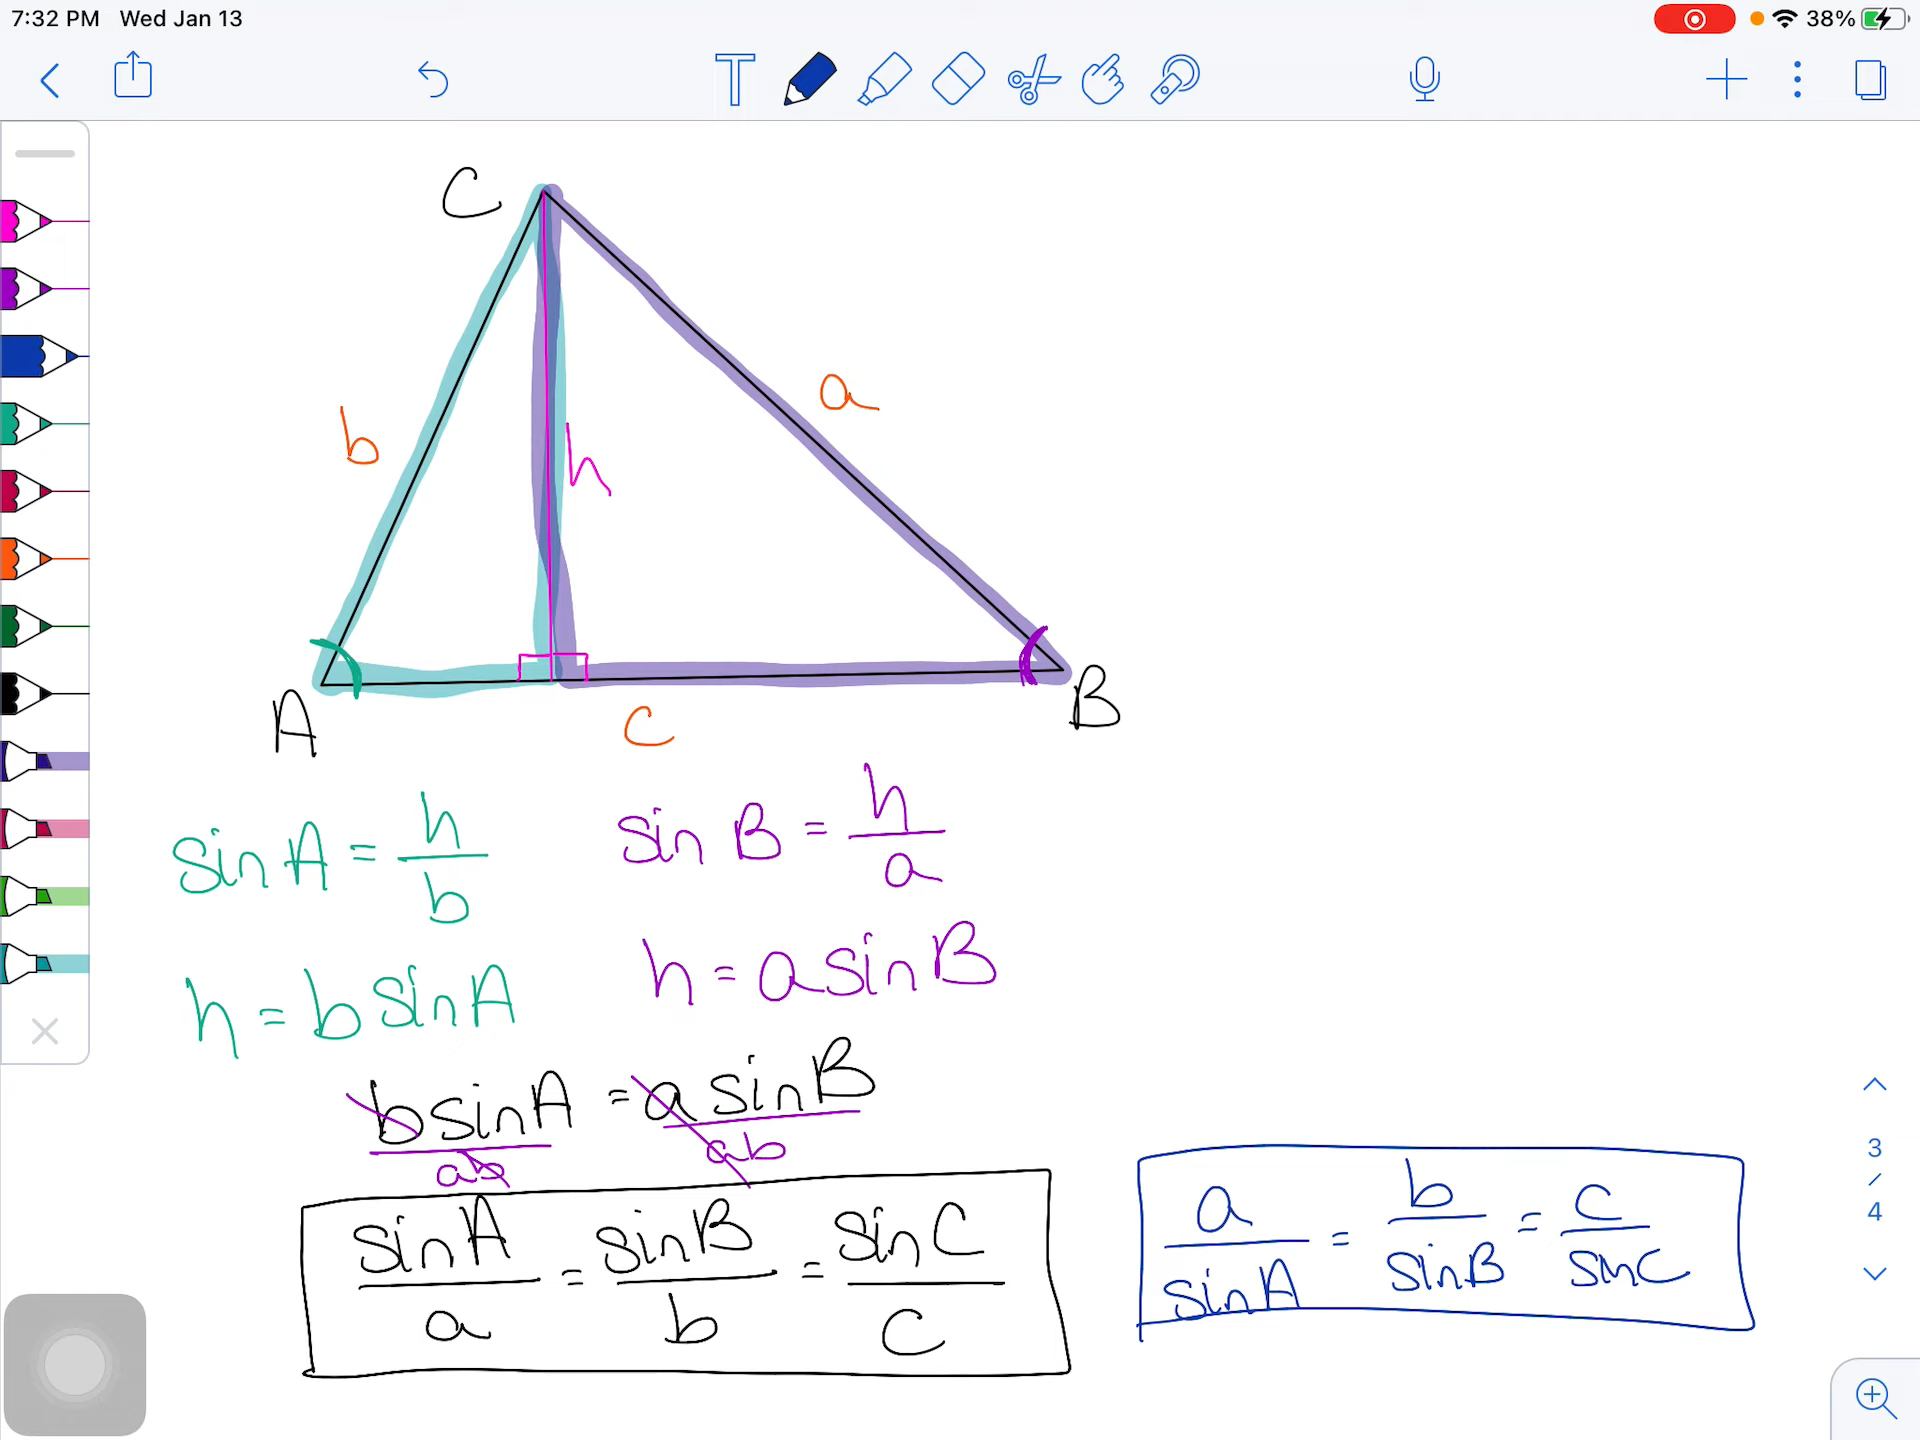 7:32 PM Wed Jan 13
38%
T
C
b
a
h
A
B
c
sin A = h/b
sin B = h/a
h = b sin A
h = a sin B
b sin A / ab = a sin B / ab
sin A / a = sin B / b = sin C / c
a / sin A = b / sin B = c / sin C
3
/
4